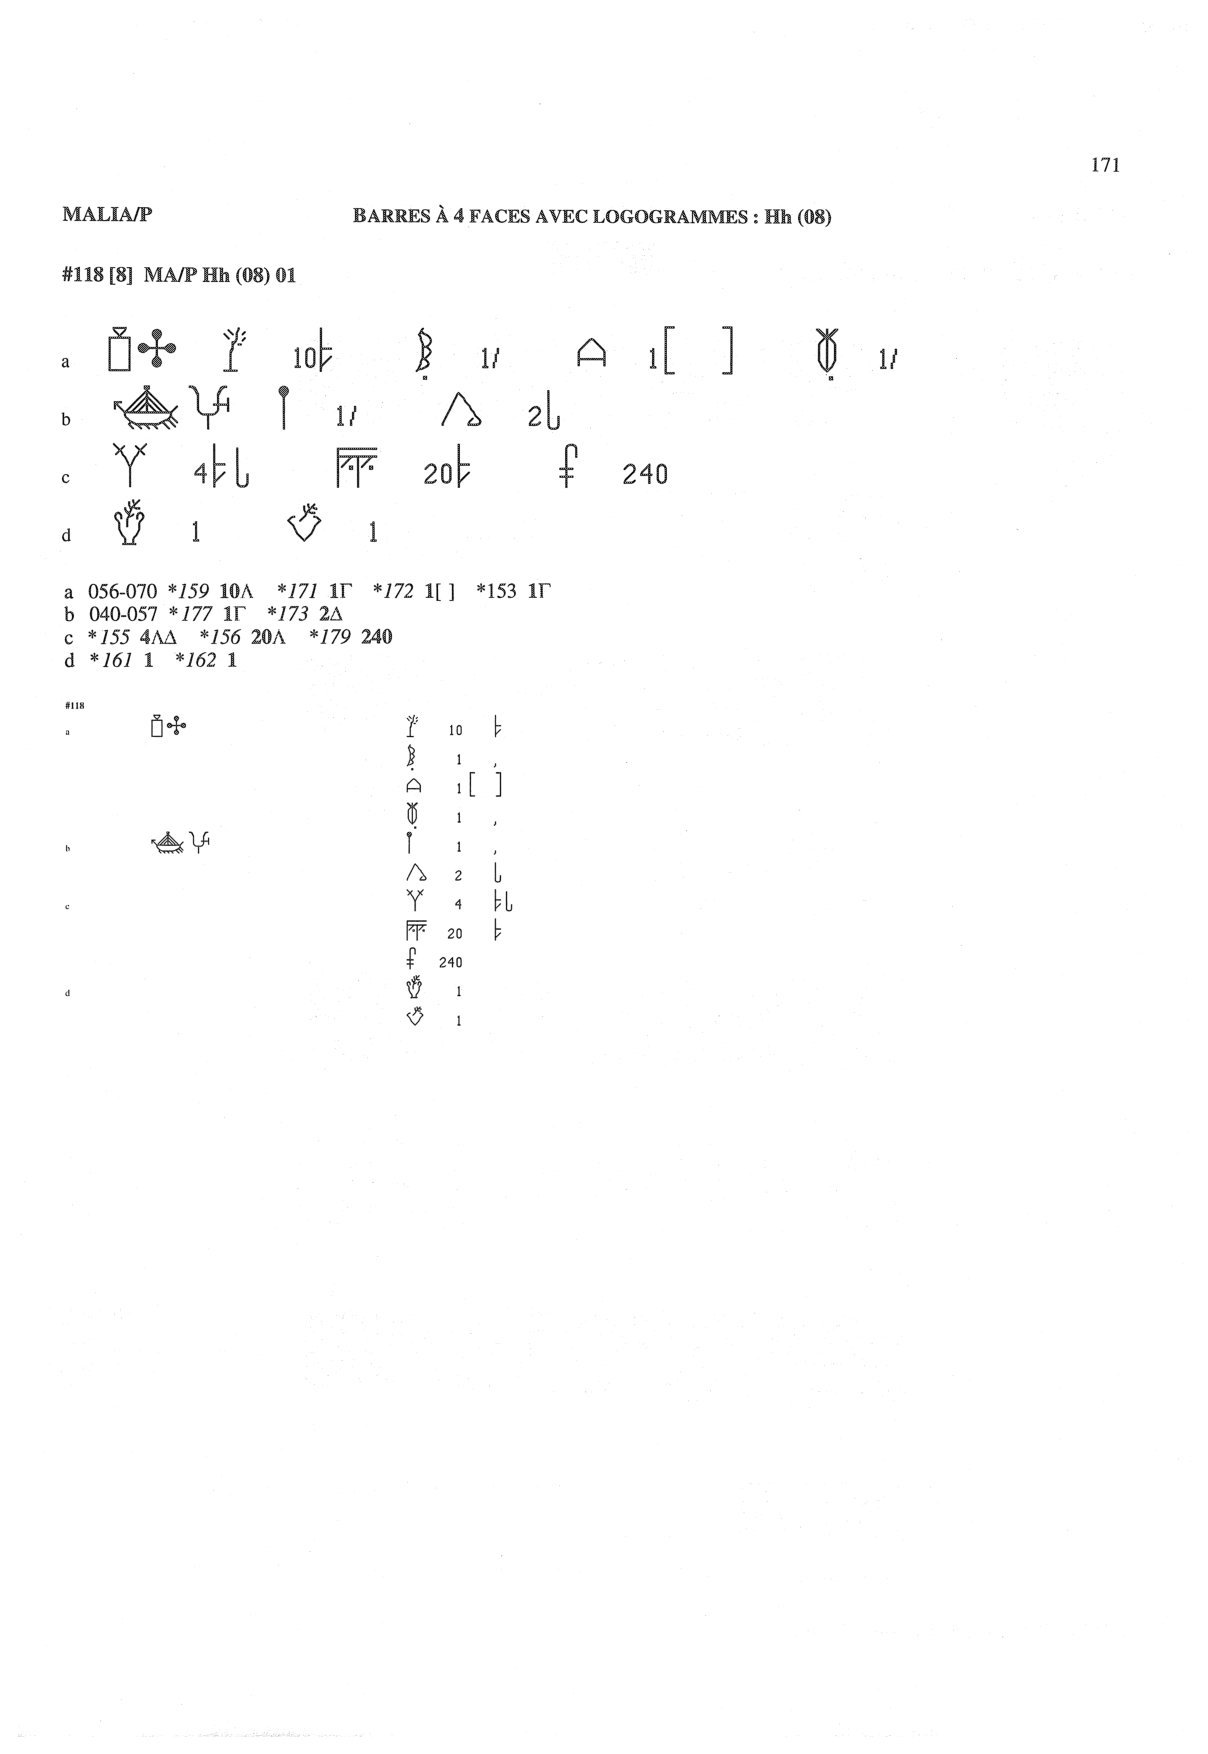 171
MALIA/P BARRES À 4 FACES AVEC LOGOGRAMMES : Hh (08)
#118 [8] MA/P Hh (08) 01
a 10 1 1[ ] 1
b 1 2
c 4 20 240
d 1 1
a 056-070 *159 10Λ *171 1Γ *172 1[ ] *153 1Γ
b 040-057 *177 1Γ *173 2Δ
c *155 4ΛΔ *156 20Λ *179 240
d *161 1 *162 1
#118
a 10
1 ,
1[ ]
1 ,
b 1 ,
2
c 4
20
240
d 1
1